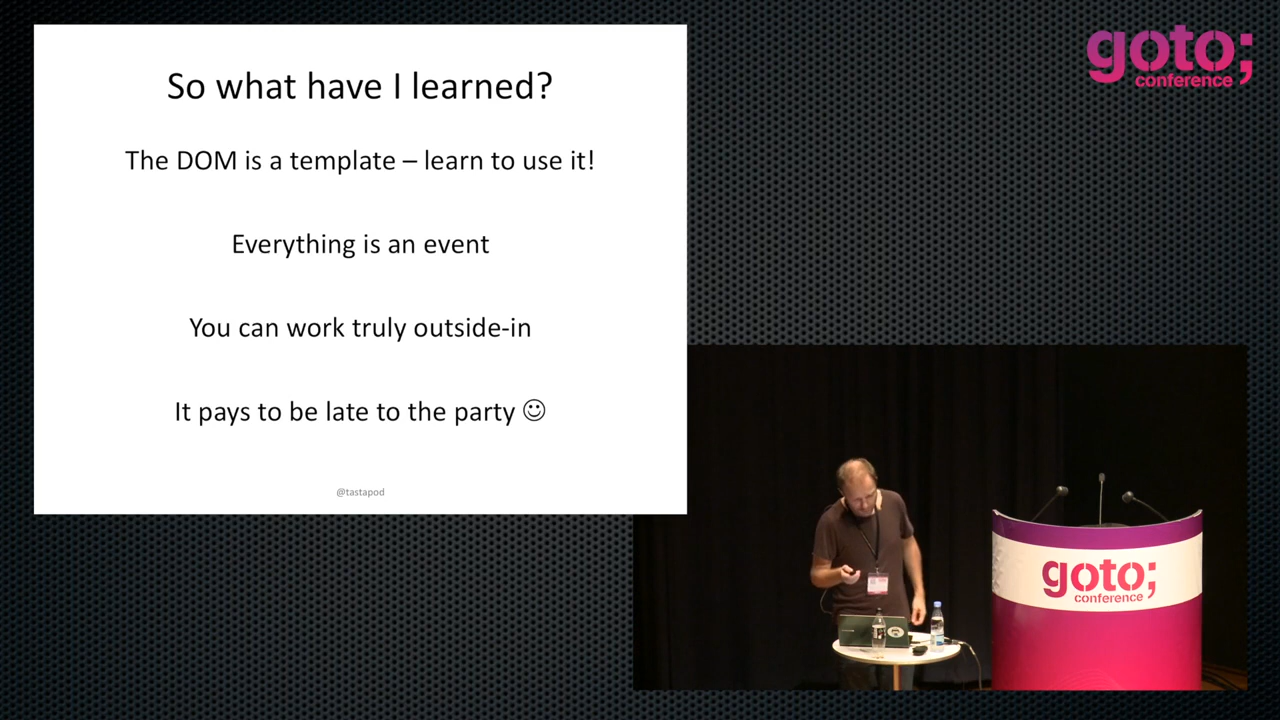 So what have I learned?
The DOM is a template – learn to use it!
Everything is an event
You can work truly outside-in
It pays to be late to the party ☺
@tastapod
goto;
conference
goto;
conference